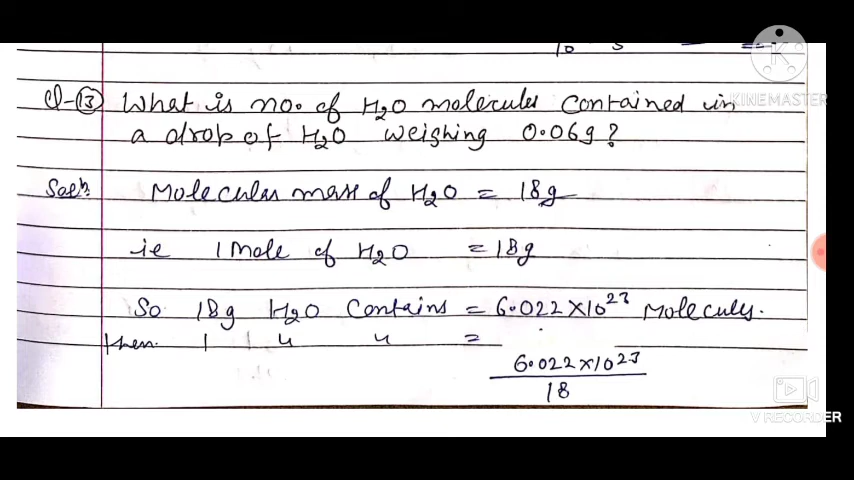 KINEMASTER
Q-13 What is no. of H2O molecules contained in
a drop of H2O weighing 0.06g?
Soln. Molecular mass of H2O = 18g
ie 1 Mole of H2O = 18g
So 18g H2O Contains = 6.022×10^23 Molecules.
then 1 " " = 
6.022×10^23
18
V RECORDER